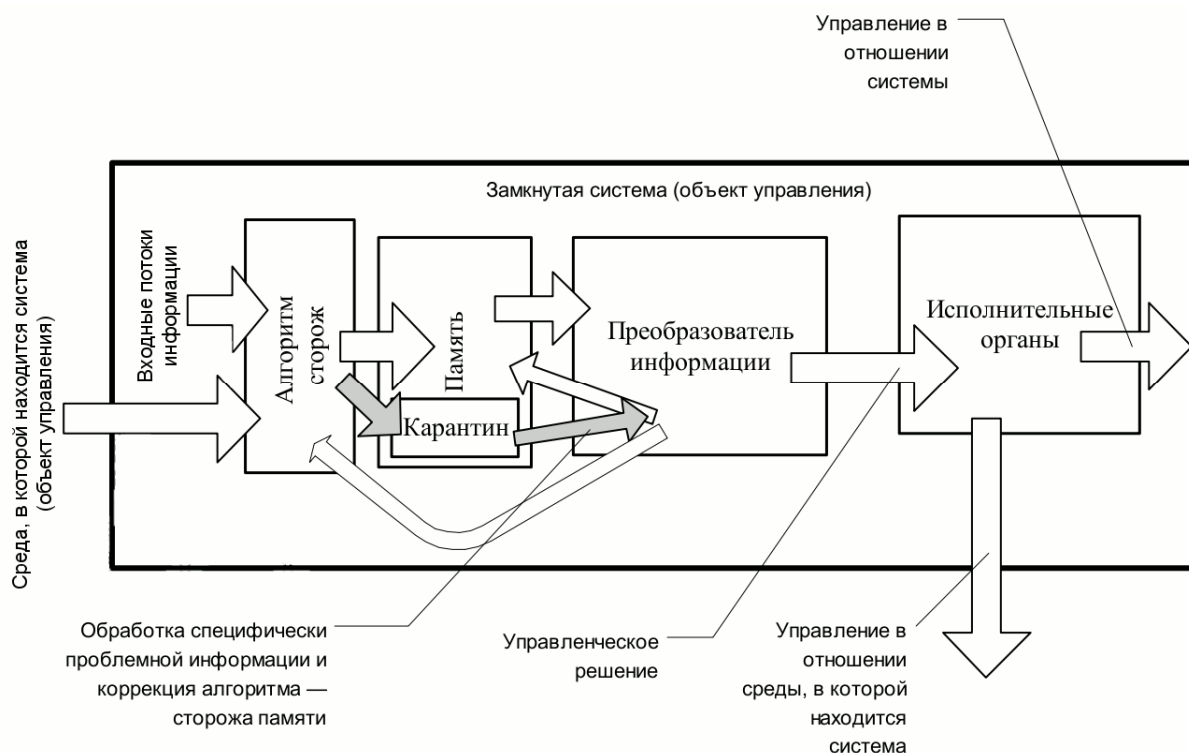 Управление в
отношении
системы
Замкнутая система (объект управления)
Среда, в которой находится система
(объект управления)
Входные потоки
информации
Алгоритм
сторож
Память
Карантин
Преобразователь
информации
Исполнительные
органы
Обработка специфически
проблемной информации и
коррекция алгоритма —
сторожа памяти
Управленческое
решение
Управление в
отношении
среды, в которой
находится
система